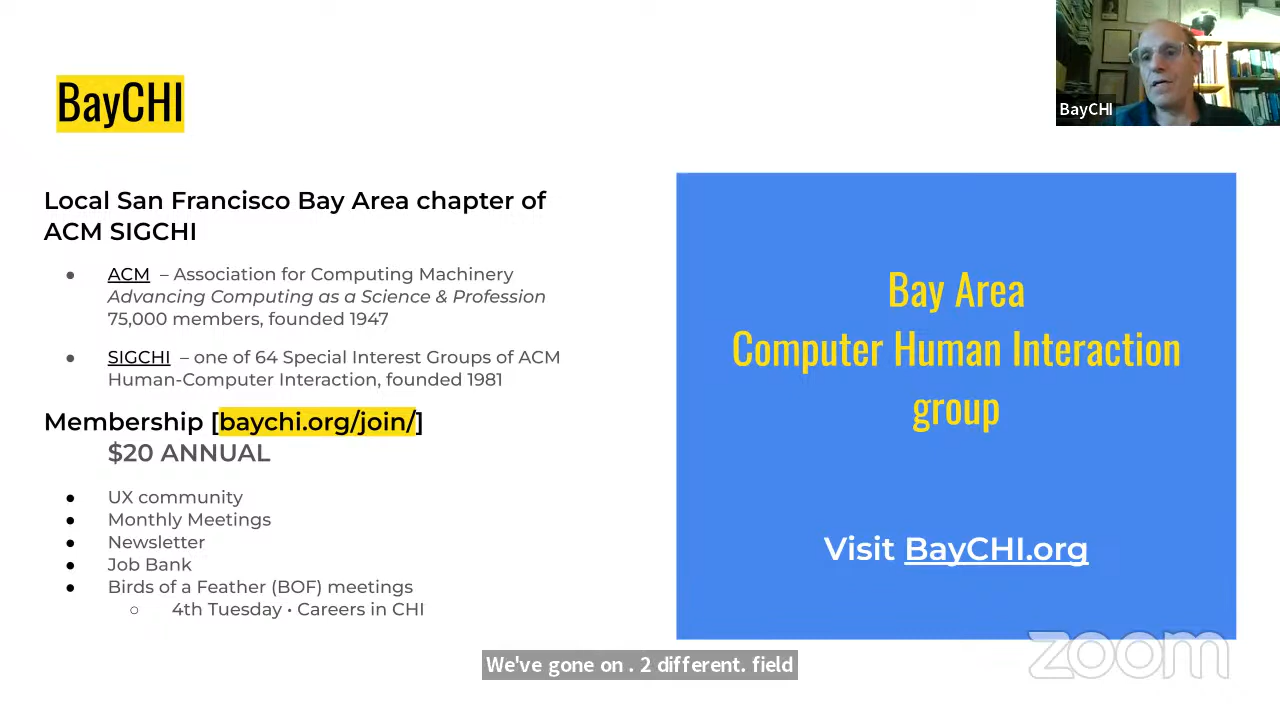 BayCHI
BayCHI
Local San Francisco Bay Area chapter of
ACM SIGCHI
● ACM – Association for Computing Machinery
Advancing Computing as a Science & Profession
75,000 members, founded 1947
● SIGCHI – one of 64 Special Interest Groups of ACM
Human-Computer Interaction, founded 1981
Membership [baychi.org/join/]
$20 ANNUAL
● UX community
● Monthly Meetings
● Newsletter
● Job Bank
● Birds of a Feather (BOF) meetings
○ 4th Tuesday • Careers in CHI
Bay Area
Computer Human Interaction
group
Visit BayCHI.org
zoom
We've gone on . 2 different. field